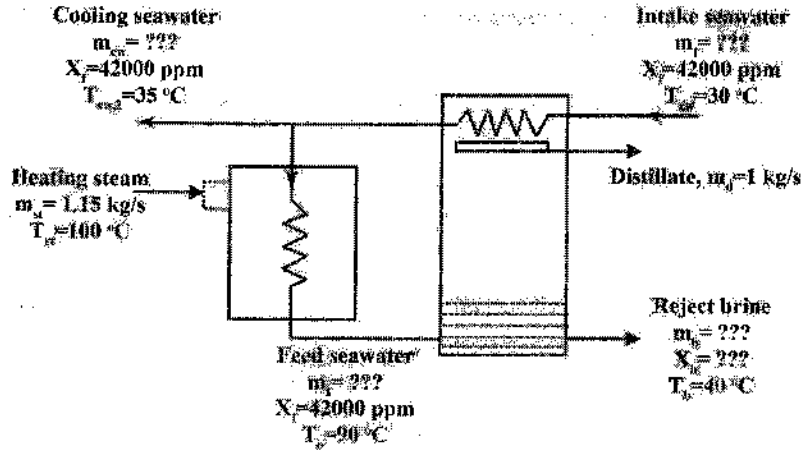 Cooling seawater
m_cw= ???
X_f=42000 ppm
T_cw2=35 °C
Intake seawater
m_f= ???
X_f=42000 ppm
=30 °C
Heating steam
m_st= 1.15 kg/s
T_st=100 °C
Distillate, m_d=1 kg/s
Feed seawater
m_f= ???
X_f=42000 ppm
=90 °C
Reject brine
m_b= ???
X_b= ???
T_b=40 °C